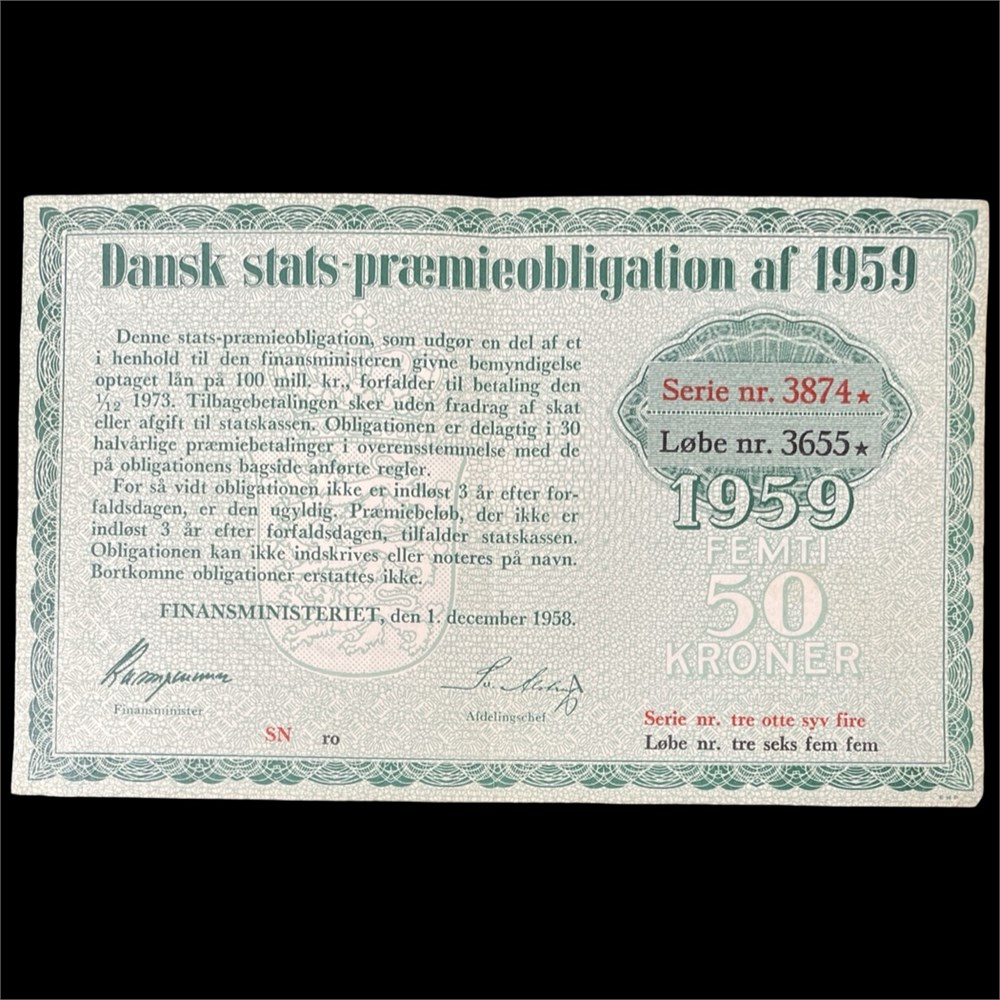 Dansk stats-præmieobligation af 1959
Denne stats-præmieobligation, som udgør en del af et
i henhold til den finansministeren givne bemyndigelse
optaget lån på 100 mill. kr., forfalder til betaling den
1/12 1973. Tilbagebetalingen sker uden fradrag af skat
eller afgift til statskassen. Obligationen er delagtig i 30
halvårlige præmiebetalinger i overensstemmelse med de
på obligationens bagside anførte regler.
For så vidt obligationen ikke er indløst 3 år efter for-
faldsdagen, er den ugyldig. Præmiebeløb, der ikke er
indløst 3 år efter forfaldsdagen, tilfalder statskassen.
Obligationen kan ikke indskrives eller noteres på navn.
Bortkomne obligationer erstattes ikke.
FINANSMINISTERIET, den 1. december 1958.
Finansminister
Afdelingschef
SN ro
Serie nr. 3874★
Løbe nr. 3655★
1959
FEMTI
50
KRONER
Serie nr. tre otte syv fire
Løbe nr. tre seks fem fem